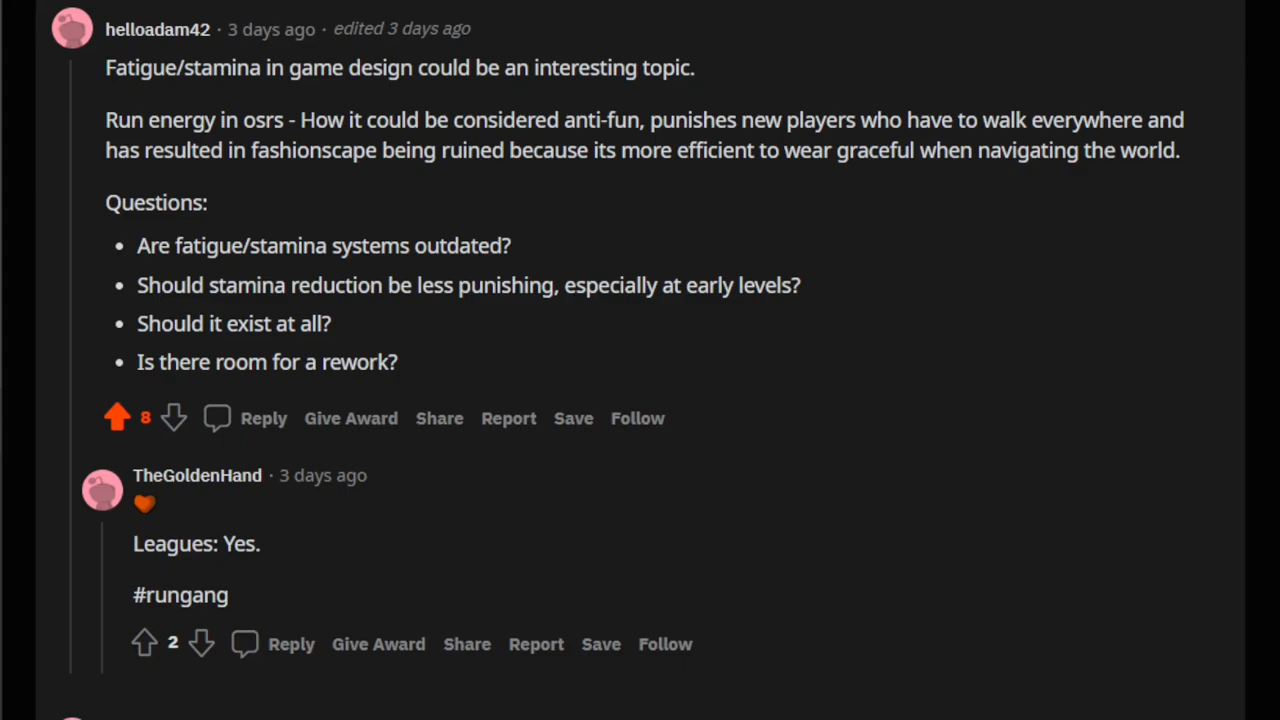 helloadam42 · 3 days ago · edited 3 days ago
Fatigue/stamina in game design could be an interesting topic.
Run energy in osrs - How it could be considered anti-fun, punishes new players who have to walk everywhere and
has resulted in fashionscape being ruined because its more efficient to wear graceful when navigating the world.
Questions:
• Are fatigue/stamina systems outdated?
• Should stamina reduction be less punishing, especially at early levels?
• Should it exist at all?
• Is there room for a rework?
8 Reply Give Award Share Report Save Follow
TheGoldenHand · 3 days ago
Leagues: Yes.
#rungang
2 Reply Give Award Share Report Save Follow